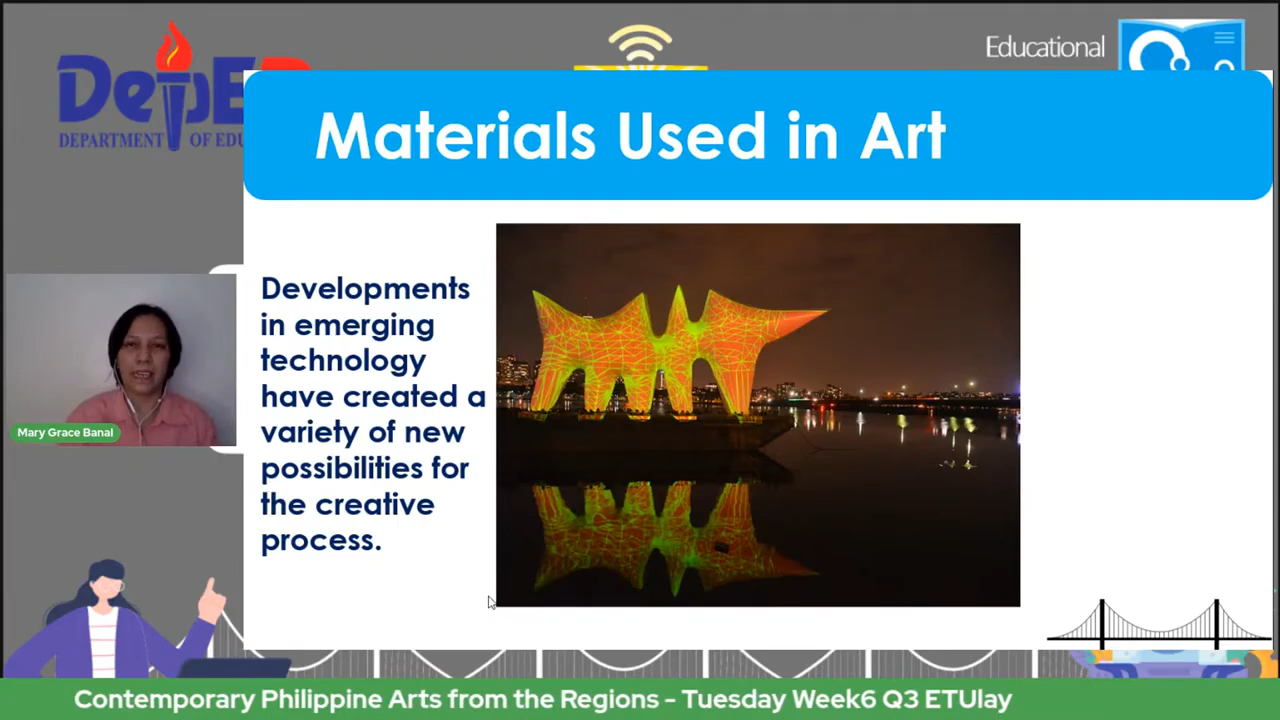 DepED
DEPARTMENT OF EDU
Educational
Materials Used in Art
Developments
in emerging
technology
have created a
variety of new
possibilities for
the creative
process.
Mary Grace Banal
Contemporary Philippine Arts from the Regions - Tuesday Week6 Q3 ETUlay